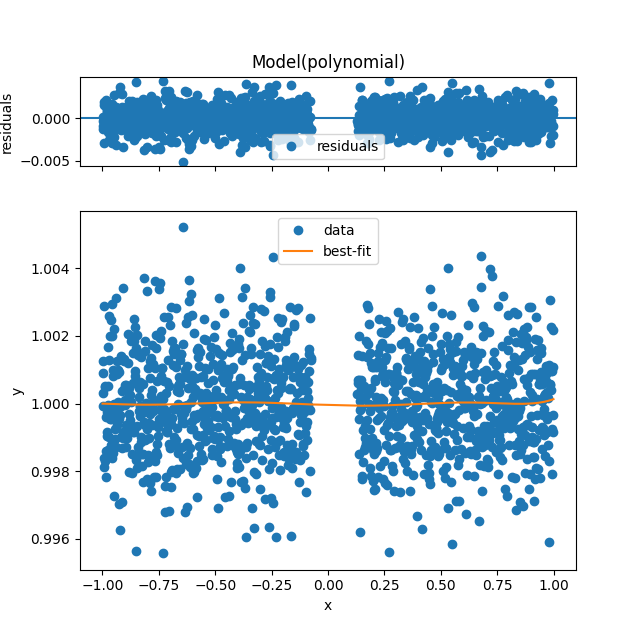 Model(polynomial)
residuals
0.000
−0.005
residuals
data
best-fit
y
1.004
1.002
1.000
0.998
0.996
−1.00 −0.75 −0.50 −0.25 0.00 0.25 0.50 0.75 1.00
x